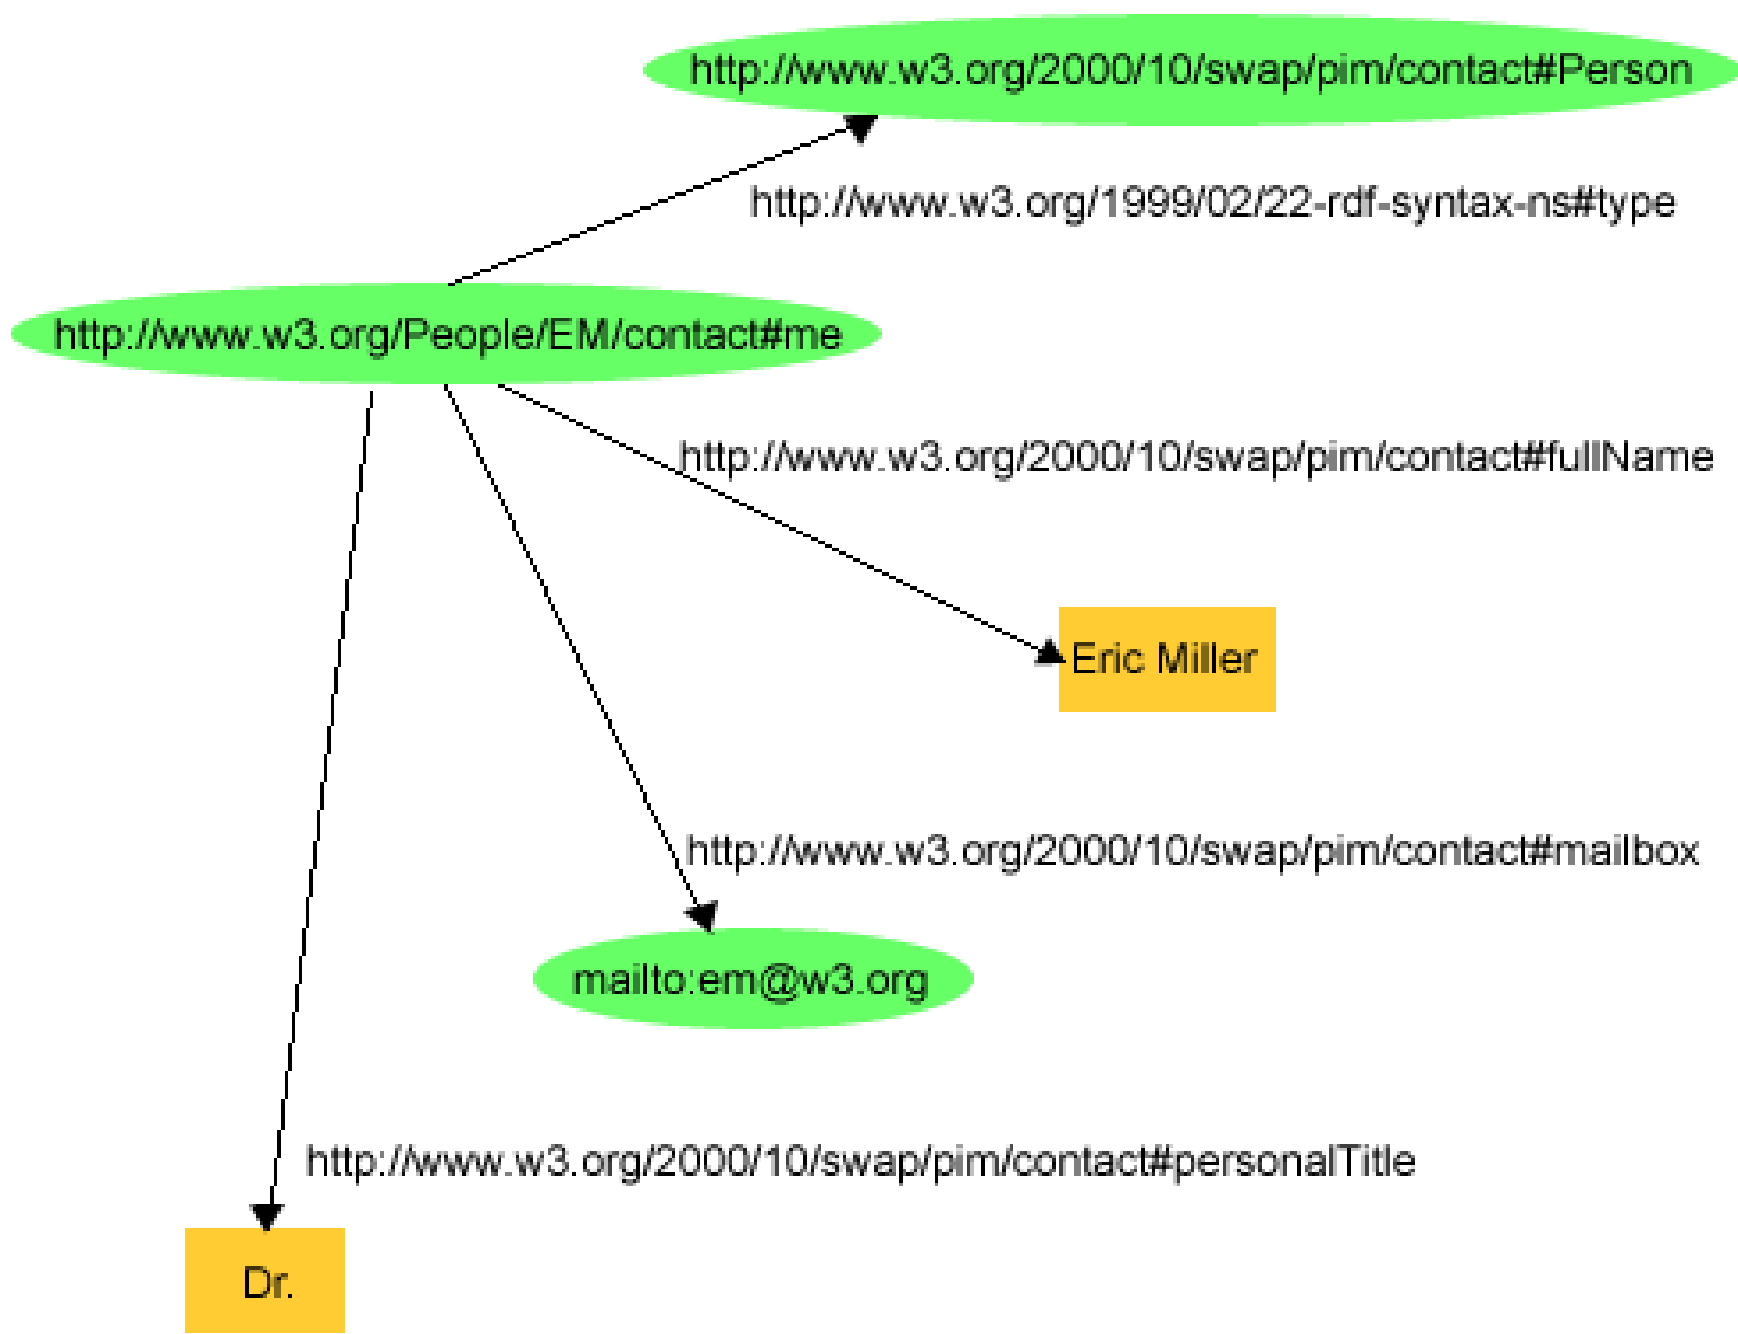 http://www.w3.org/2000/10/swap/pim/contact#Person
http://www.w3.org/1999/02/22-rdf-syntax-ns#type
http://www.w3.org/People/EM/contact#me
http://www.w3.org/2000/10/swap/pim/contact#fullName
Eric Miller
http://www.w3.org/2000/10/swap/pim/contact#mailbox
mailto:em@w3.org
http://www.w3.org/2000/10/swap/pim/contact#personalTitle
Dr.